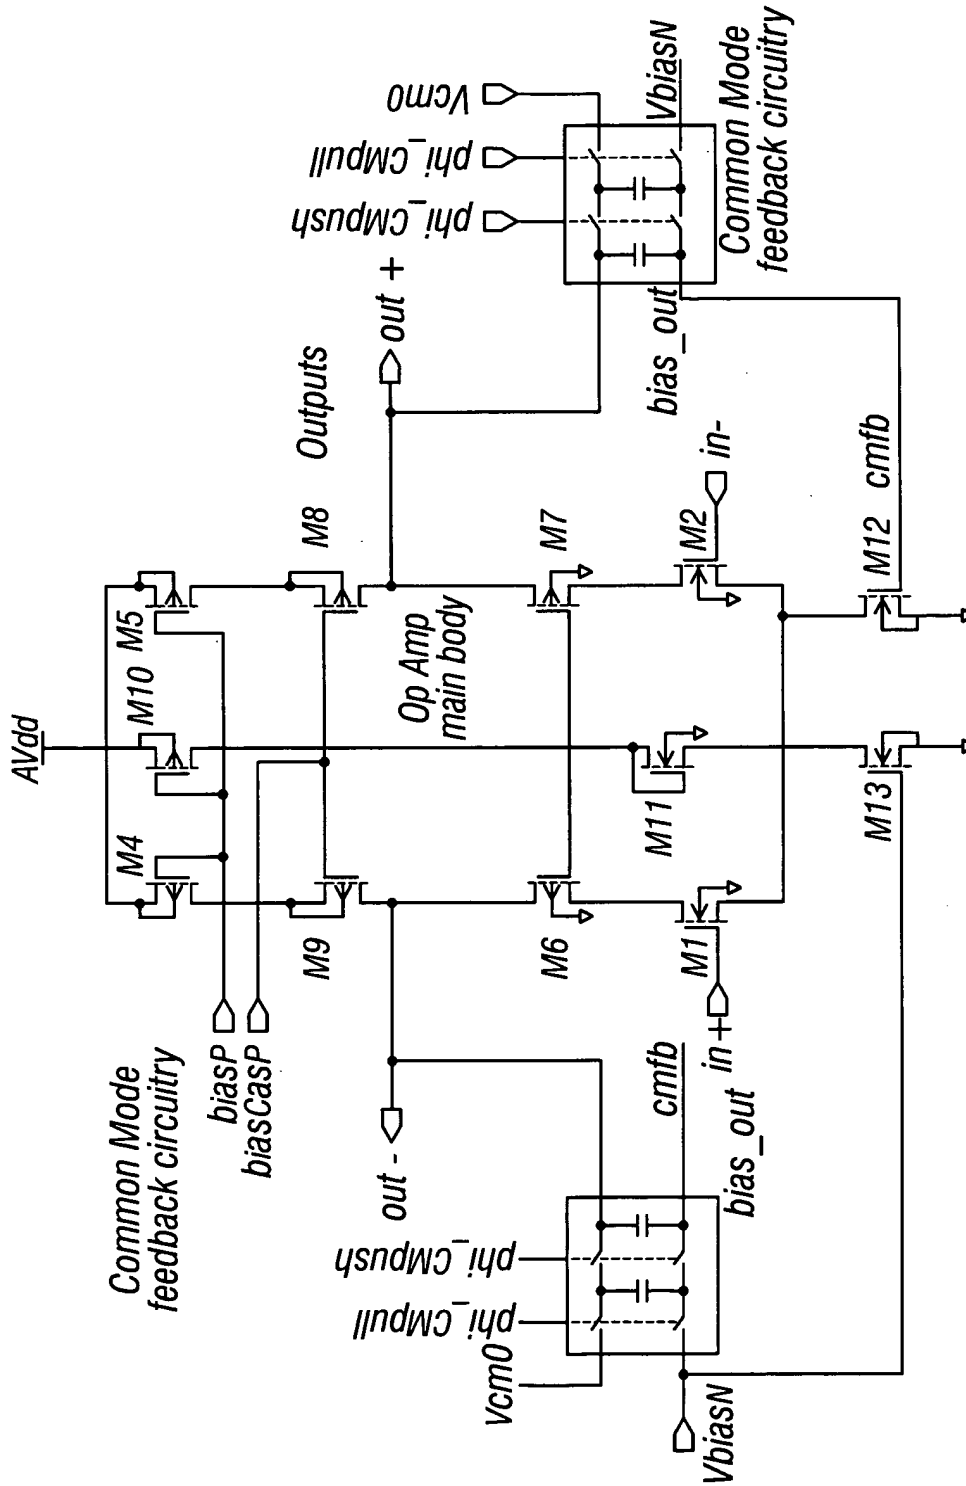 AVdd
M4
M10
M5
M9
M8
Common Mode
feedback circuitry
biasP
biasCasP
out -
Outputs
out +
Op Amp
main body
M6
M7
M11
M1
M2
in +
in-
M13
M12
cmfb
phi_CMpush
phi_CMpull
Vcm0
VbiasN
cmfb
bias_out
phi_CMpush
phi_CMpull
Vcm0
VbiasN
bias_out
Common Mode
feedback circuitry